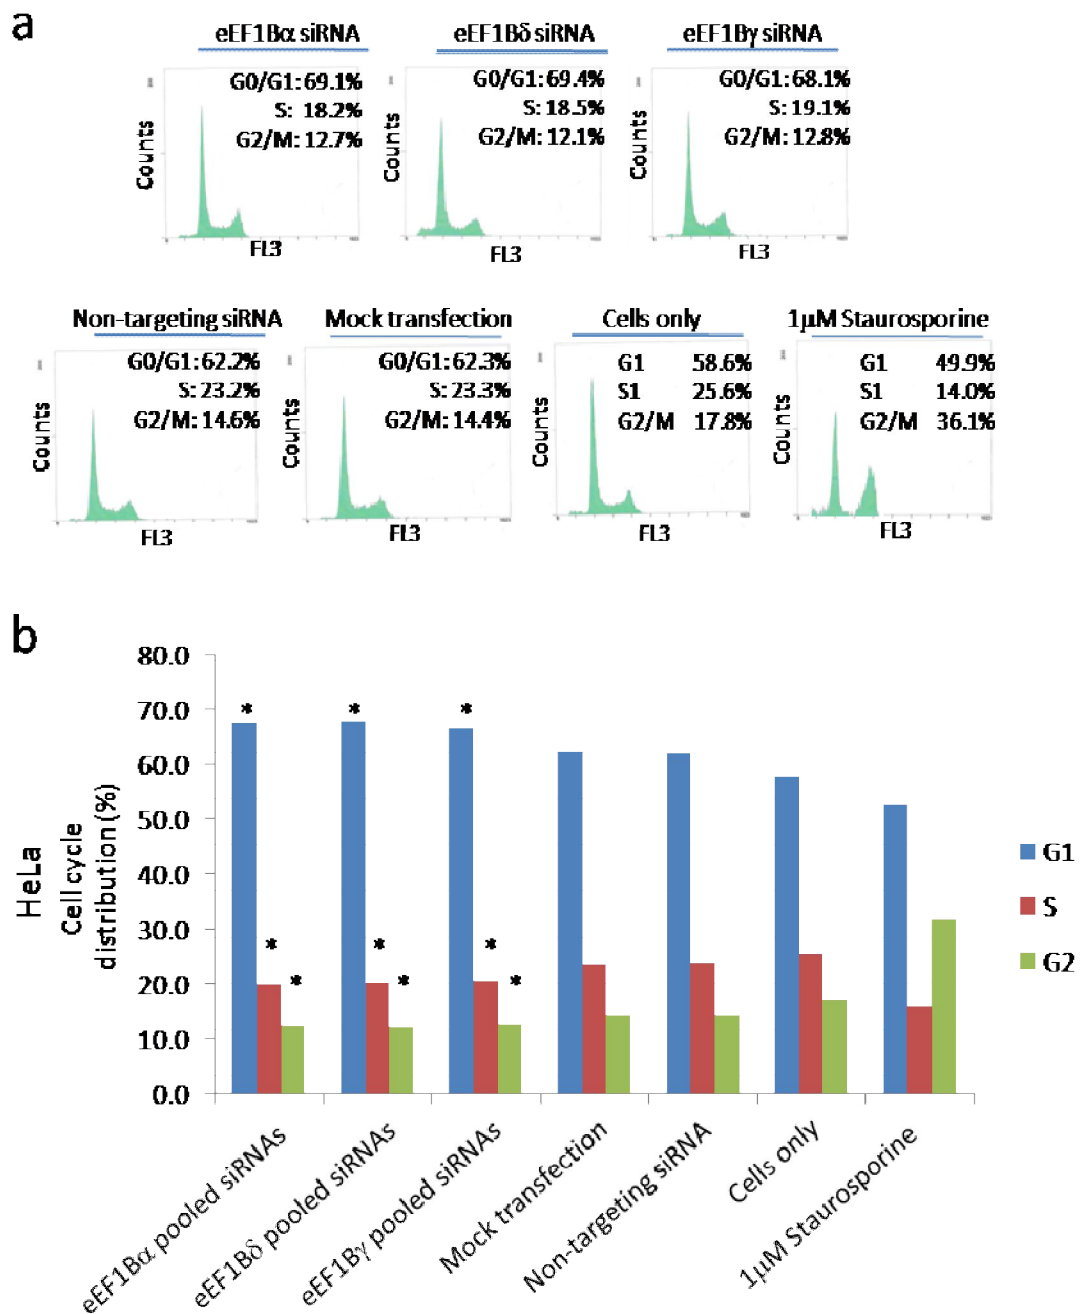 a
eEF1Bα siRNA
eEF1Bδ siRNA
eEF1Bγ siRNA
G0/G1: 69.1%
S: 18.2%
G2/M: 12.7%
Counts
FL3
G0/G1: 69.4%
S: 18.5%
G2/M: 12.1%
Counts
FL3
G0/G1: 68.1%
S: 19.1%
G2/M: 12.8%
Counts
FL3
Non-targeting siRNA
Mock transfection
Cells only
1μM Staurosporine
G0/G1: 62.2%
S: 23.2%
G2/M: 14.6%
Counts
FL3
G0/G1: 62.3%
S: 23.3%
G2/M: 14.4%
Counts
FL3
G1 58.6%
S1 25.6%
G2/M 17.8%
Counts
FL3
G1 49.9%
S1 14.0%
G2/M 36.1%
Counts
FL3
b
HeLa
Cell cycle
distribution (%)
80.0
70.0
60.0
50.0
40.0
30.0
20.0
10.0
0.0
* * *
* * *
* * *
G1
S
G2
eEF1Bα pooled siRNAs
eEF1Bδ pooled siRNAs
eEF1Bγ pooled siRNAs
Mock transfection
Non-targeting siRNA
Cells only
1μM Staurosporine